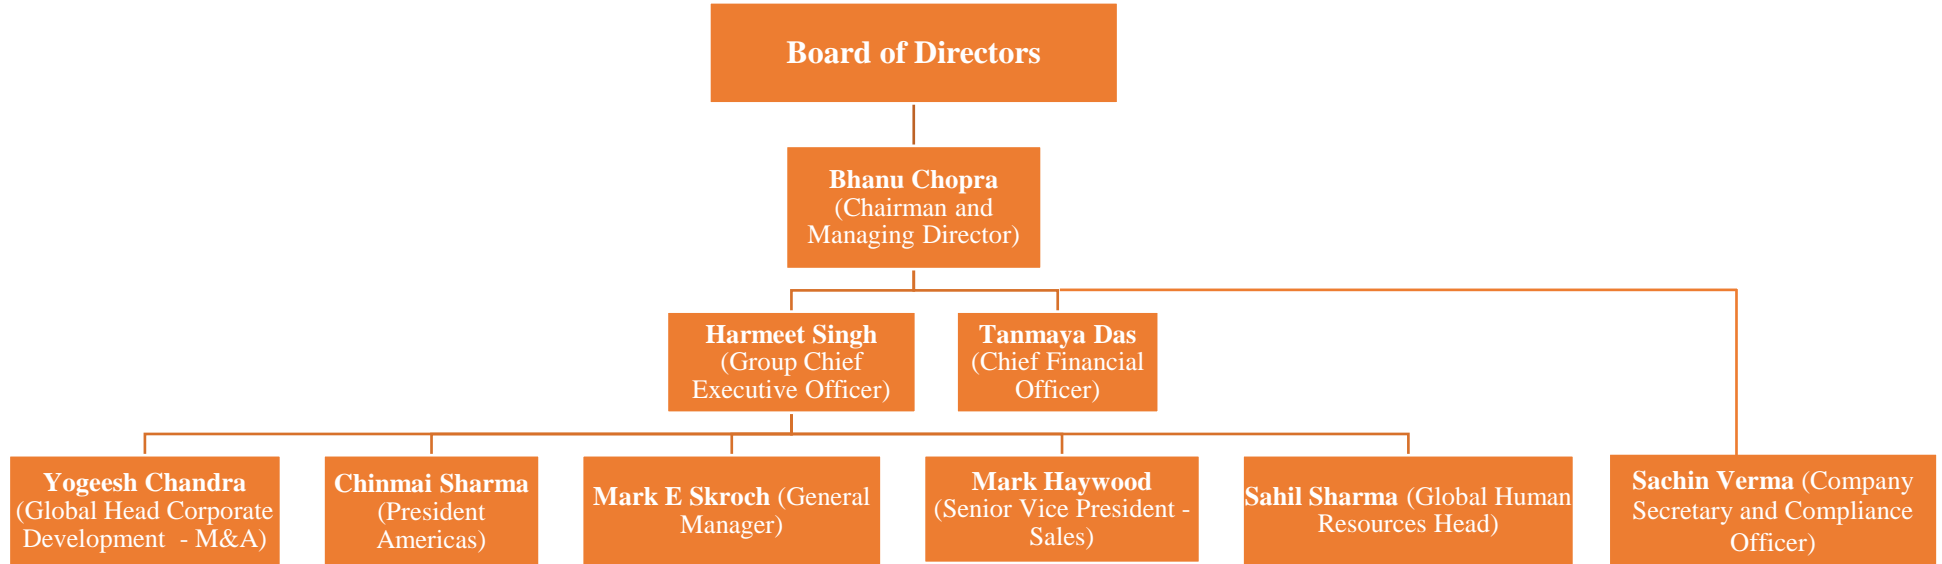 Board of Directors
Bhanu Chopra
(Chairman and
Managing Director)
Harmeet Singh
(Group Chief
Executive Officer)
Tanmaya Das
(Chief Financial
Officer)
Yogeesh Chandra
(Global Head Corporate
Development - M&A)
Chinmai Sharma
(President
Americas)
Mark E Skroch (General
Manager)
Mark Haywood
(Senior Vice President -
Sales)
Sahil Sharma (Global Human
Resources Head)
Sachin Verma (Company
Secretary and Compliance
Officer)